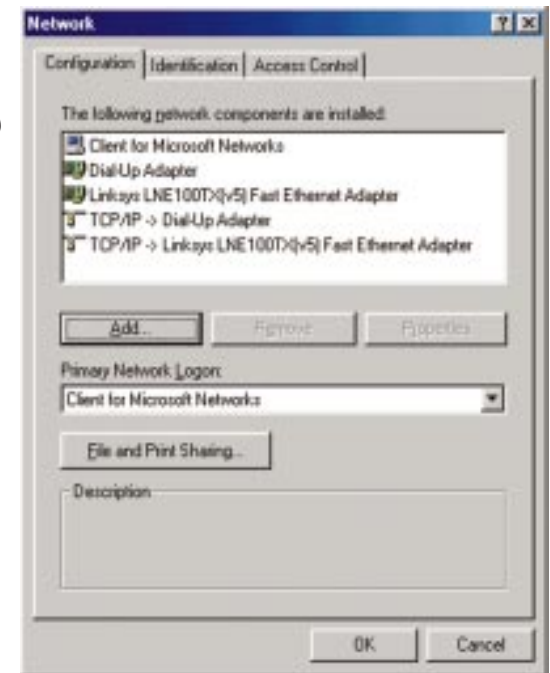 Network
Configuration Identification Access Control
The following network components are installed:
Client for Microsoft Networks
Dial-Up Adapter
Linksys LNE100TX(v5) Fast Ethernet Adapter
TCP/IP -> Dial-Up Adapter
TCP/IP -> Linksys LNE100TX(v5) Fast Ethernet Adapter
Add... Remove Properties
Primary Network Logon:
Client for Microsoft Networks
File and Print Sharing...
Description
OK Cancel